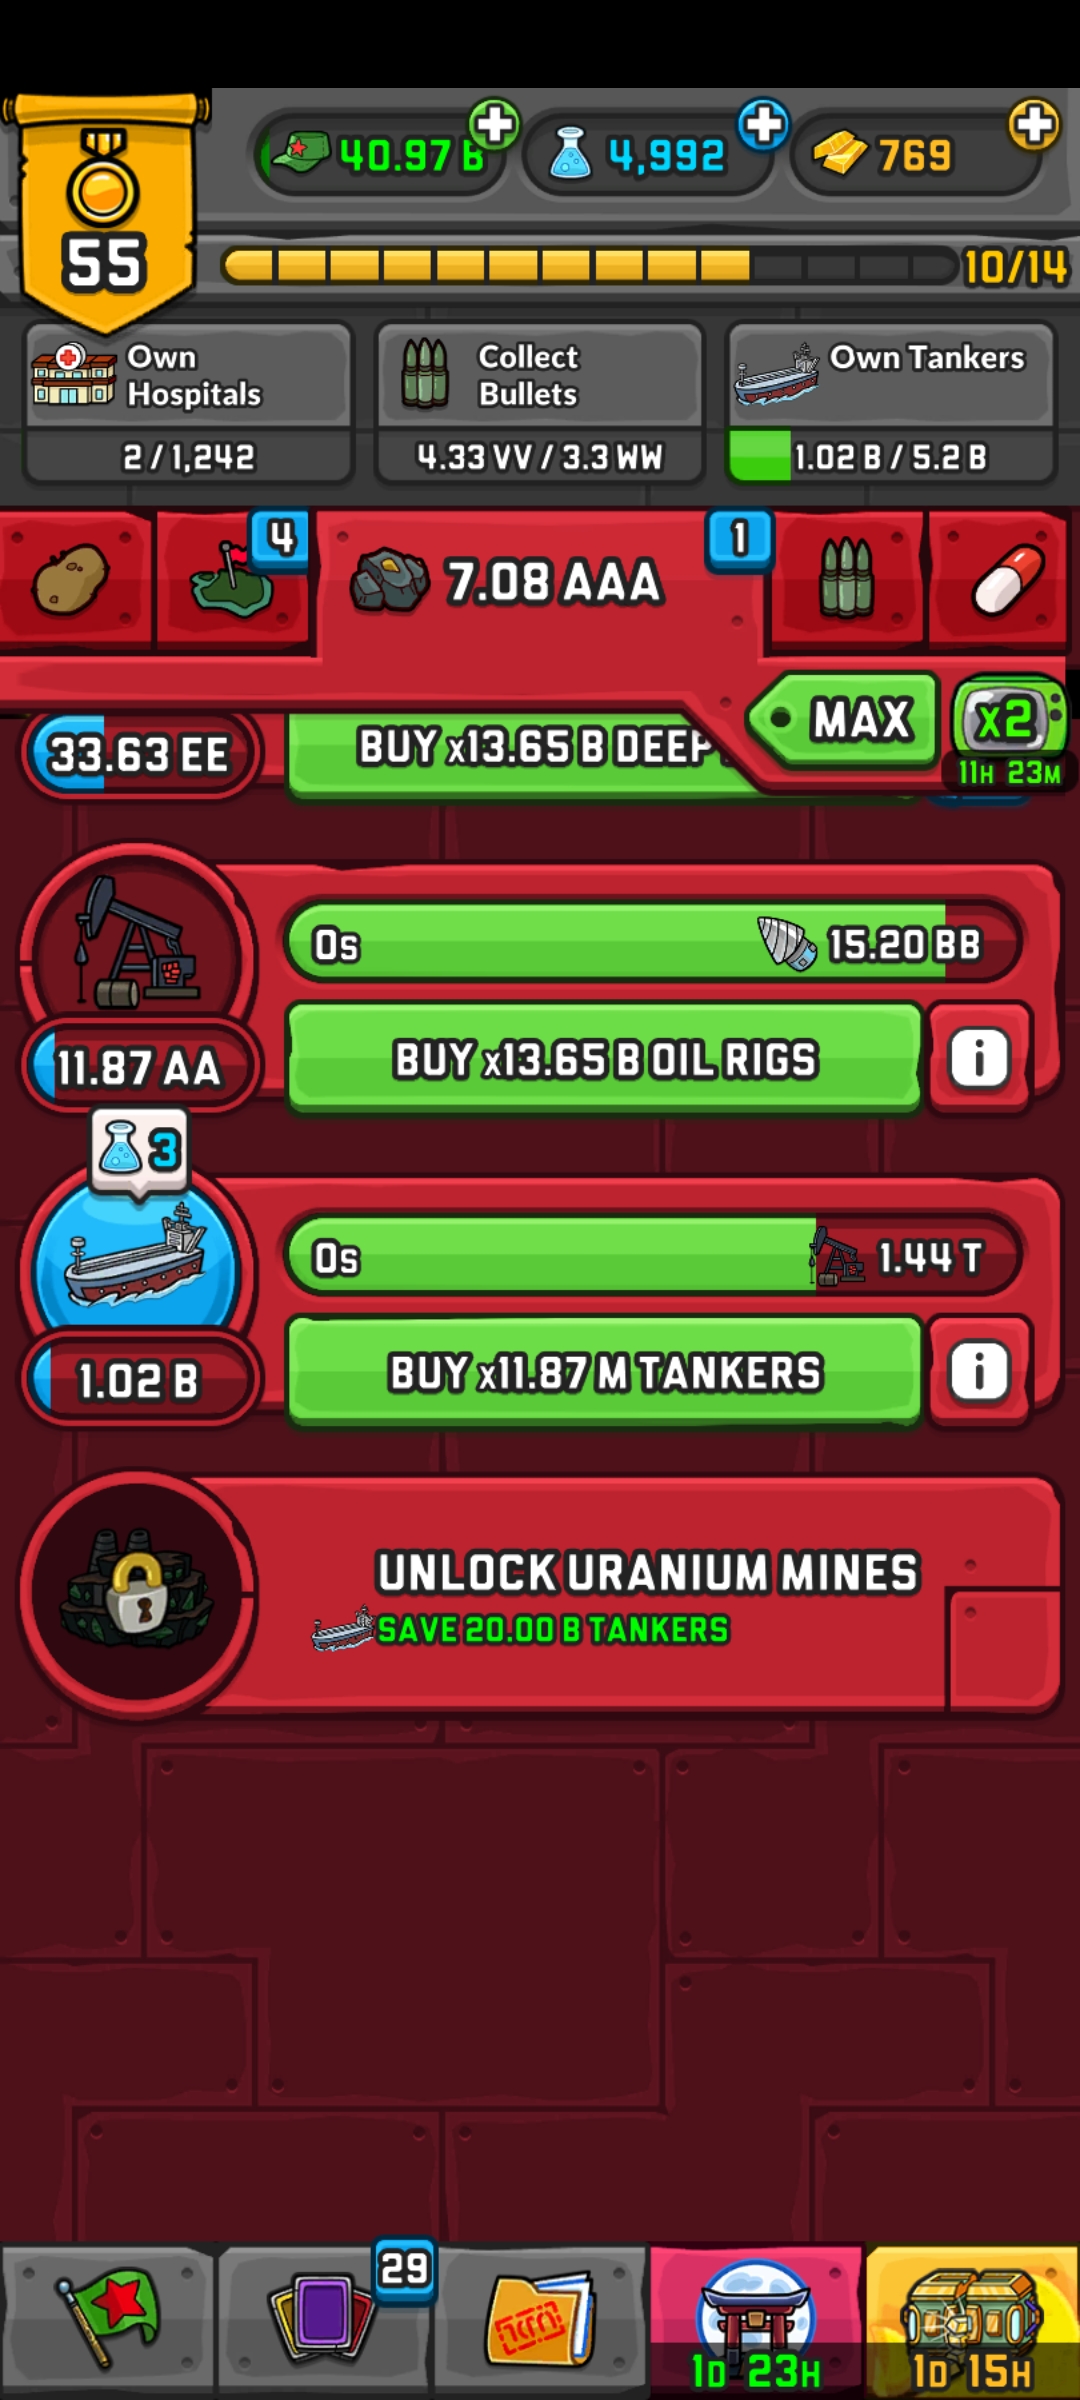 40.97 B
4,992
769
55
10/14
Own Hospitals
2 / 1,242
Collect Bullets
4.33 VV / 3.3 WW
Own Tankers
1.02 B / 5.2 B
4
7.08 AAA
1
MAX
x2
11H 23M
33.63 EE
BUY x13.65 B DEEP
0s
15.20 BB
11.87 AA
BUY x13.65 B OIL RIGS
i
3
0s
1.44 T
1.02 B
BUY x11.87 M TANKERS
i
UNLOCK URANIUM MINES
SAVE 20.00 B TANKERS
29
1D 23H
1D 15H